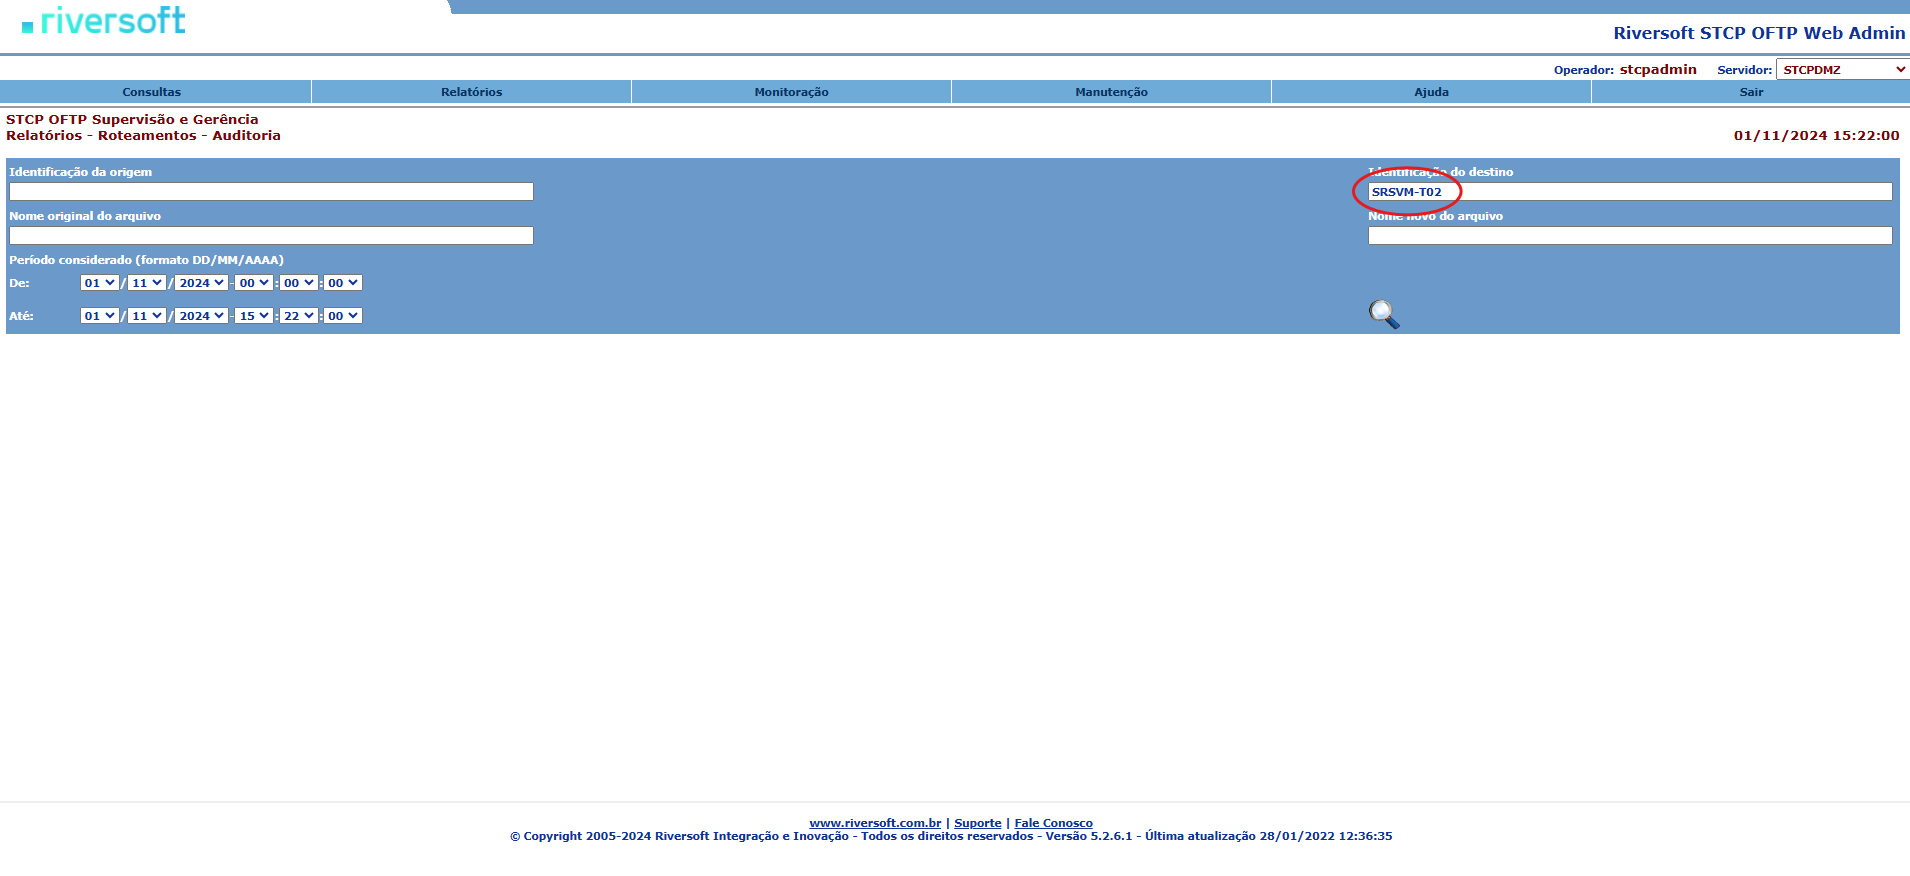 riversoft
Riversoft STCP OFTP Web Admin
Operador: stcpadmin Servidor: STCPDMZ
Consultas Relatórios Monitoração Manutenção Ajuda Sair
STCP OFTP Supervisão e Gerência
Relatórios - Roteamentos - Auditoria 01/11/2024 15:22:00
Identificação da origem Identificação do destino
SRSVM-T02
Nome original do arquivo Nome novo do arquivo
Período considerado (formato DD/MM/AAAA)
De: 01 / 11 / 2024 - 00 : 00 : 00
Até: 01 / 11 / 2024 - 15 : 22 : 00
www.riversoft.com.br | Suporte | Fale Conosco
© Copyright 2005-2024 Riversoft Integração e Inovação - Todos os direitos reservados - Versão 5.2.6.1 - Última atualização 28/01/2022 12:36:35